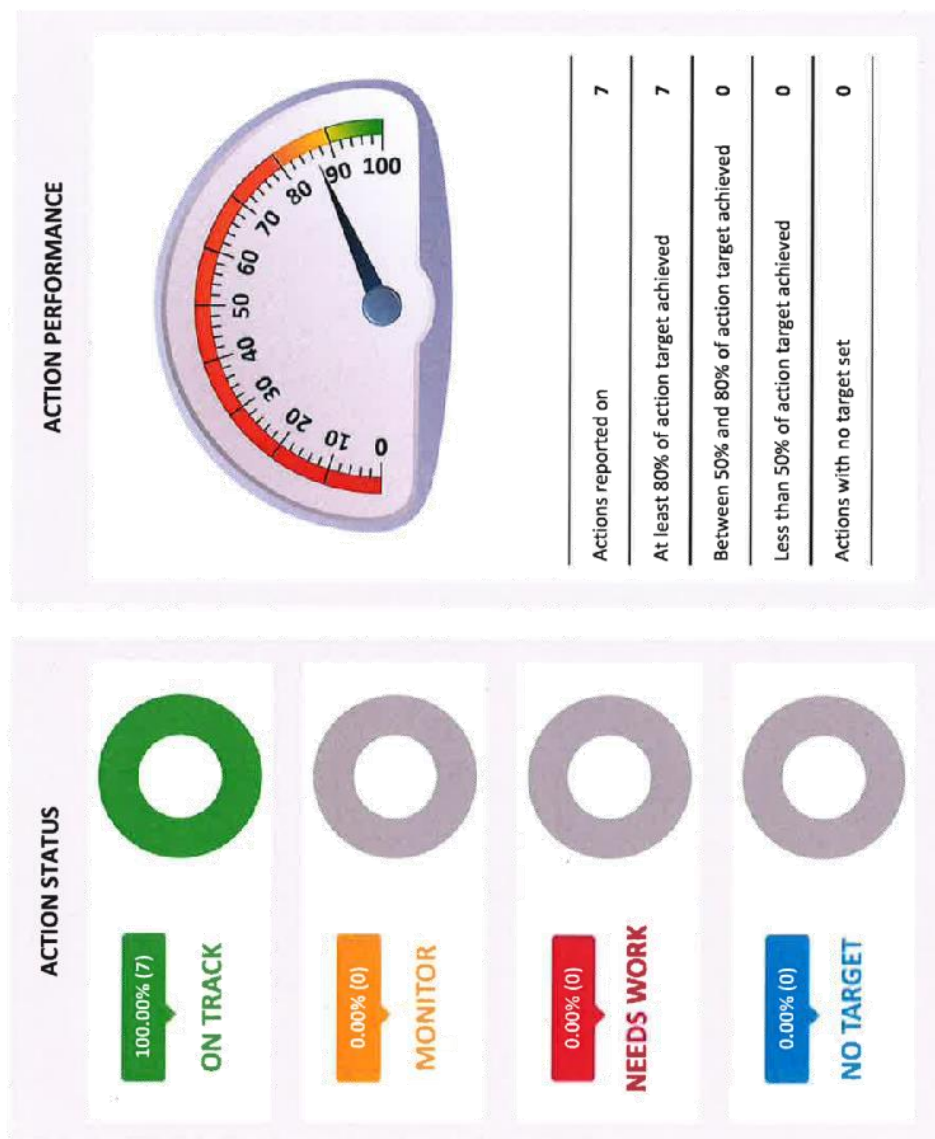 ACTION STATUS
100.00% (7)
ON TRACK
0.00% (0)
MONITOR
0.00% (0)
NEEDS WORK
0.00% (0)
NO TARGET
ACTION PERFORMANCE
0
10
20
30
40
50
60
70
80
90
100
Actions reported on 7
At least 80% of action target achieved 7
Between 50% and 80% of action target achieved 0
Less than 50% of action target achieved 0
Actions with no target set 0